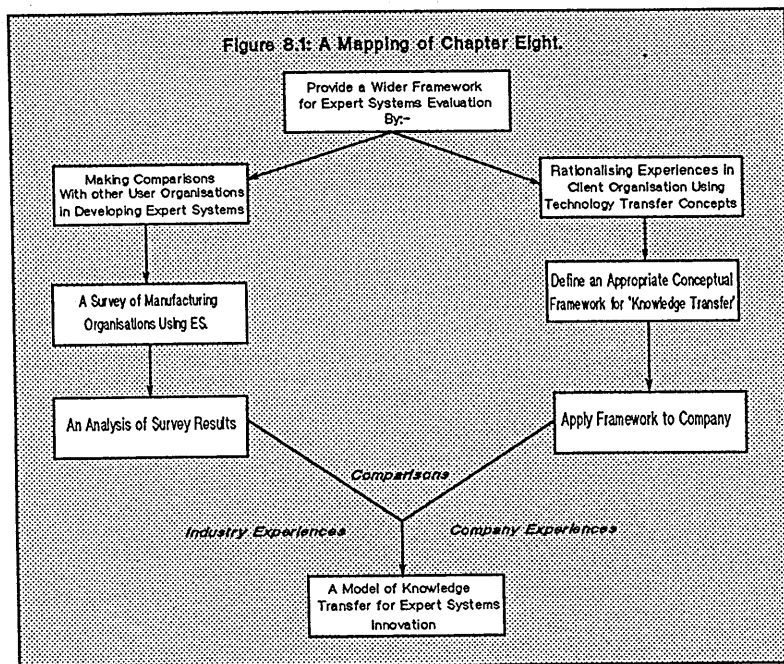 Figure 8.1: A Mapping of Chapter Eight.
Provide a Wider Framework
for Expert Systems Evaluation
By:-
Making Comparisons
With other User Organisations
in Developing Expert Systems
Rationalising Experiences in
Client Organisation Using
Technology Transfer Concepts
A Survey of Manufacturing
Organisations Using ES.
Define an Appropriate Conceptual
Framework for 'Knowledge Transfer'
An Analysis of Survey Results
Apply Framework to Company
Comparisons
Industry Experiences
Company Experiences
A Model of Knowledge
Transfer for Expert Systems
Innovation